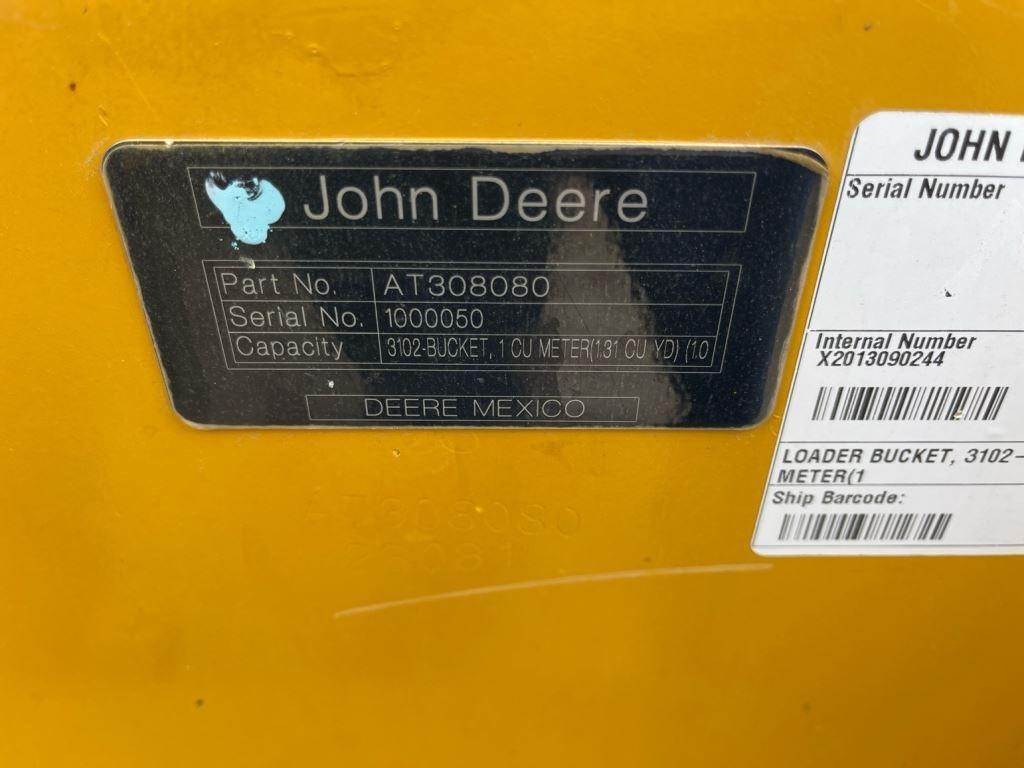 John Deere
Part No. AT308080
Serial No. 1000050
Capacity 3102-BUCKET, 1 CU METER(1.31 CU YD) (1.0
DEERE MEXICO
AT308080
JOHN
Serial Number
Internal Number
X2013090244
LOADER BUCKET, 3102-
METER(1
Ship Barcode: